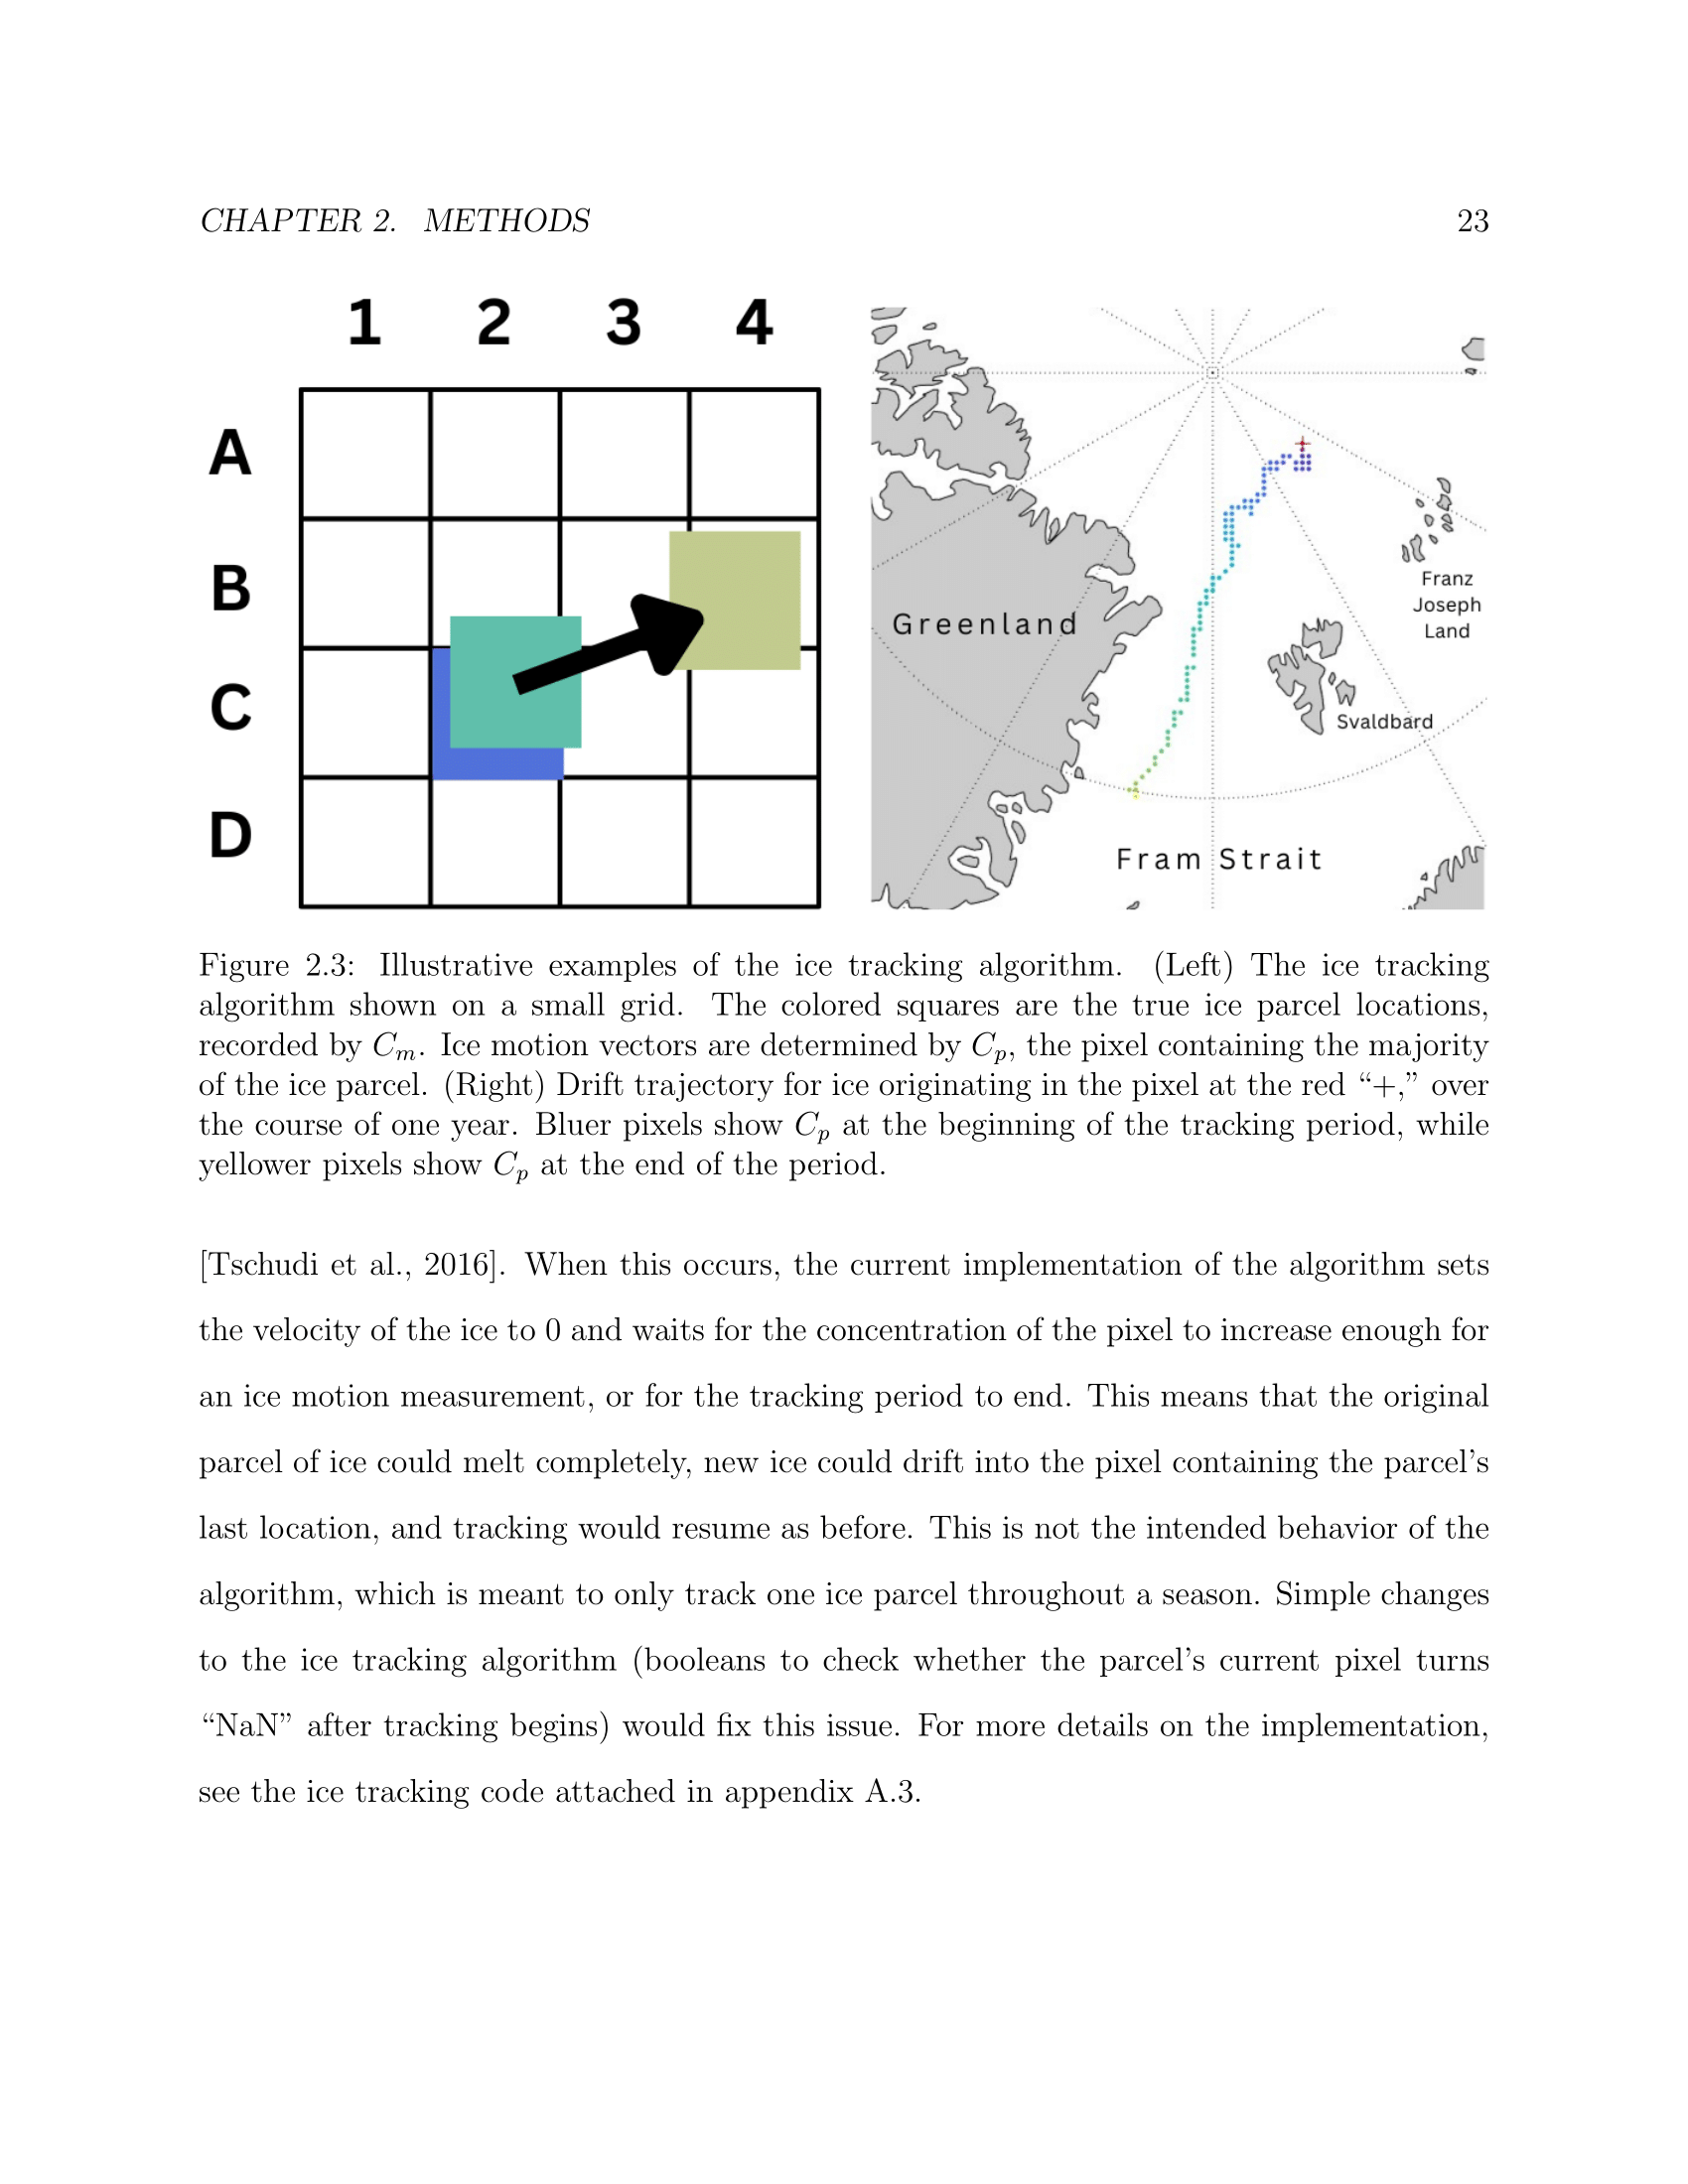 CHAPTER 2. METHODS 23
1 2 3 4
A
B
C
D
Greenland
Franz
Joseph
Land
Svaldbard
Fram Strait
Figure 2.3: Illustrative examples of the ice tracking algorithm. (Left) The ice tracking
algorithm shown on a small grid. The colored squares are the true ice parcel locations,
recorded by Cm. Ice motion vectors are determined by Cp, the pixel containing the majority
of the ice parcel. (Right) Drift trajectory for ice originating in the pixel at the red “+,” over
the course of one year. Bluer pixels show Cp at the beginning of the tracking period, while
yellower pixels show Cp at the end of the period.
[Tschudi et al., 2016]. When this occurs, the current implementation of the algorithm sets
the velocity of the ice to 0 and waits for the concentration of the pixel to increase enough for
an ice motion measurement, or for the tracking period to end. This means that the original
parcel of ice could melt completely, new ice could drift into the pixel containing the parcel’s
last location, and tracking would resume as before. This is not the intended behavior of the
algorithm, which is meant to only track one ice parcel throughout a season. Simple changes
to the ice tracking algorithm (booleans to check whether the parcel’s current pixel turns
“NaN” after tracking begins) would fix this issue. For more details on the implementation,
see the ice tracking code attached in appendix A.3.